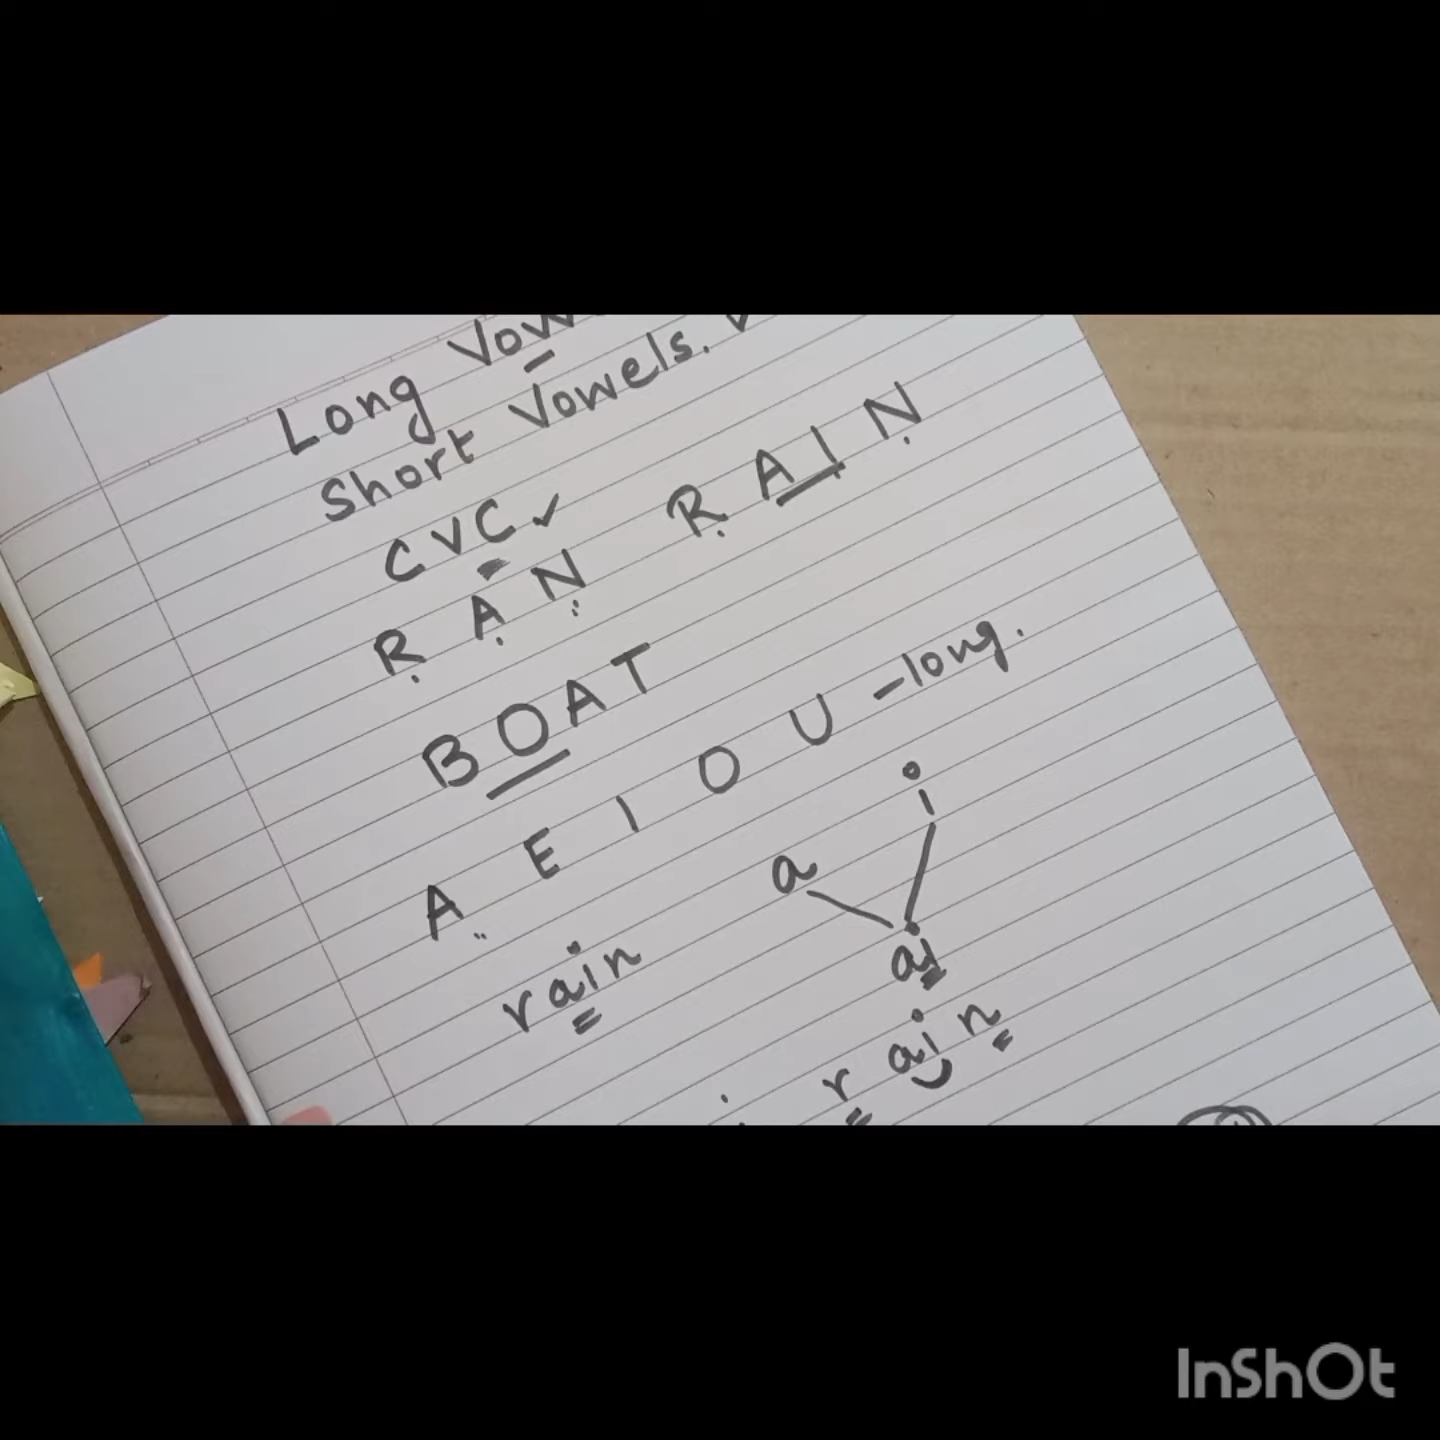 Long Vow
Short Vowels.
CVC ✓
RAN RAIN
BOAT
A E I O U - long.
a i
ai
rain
r ai n
InShOt